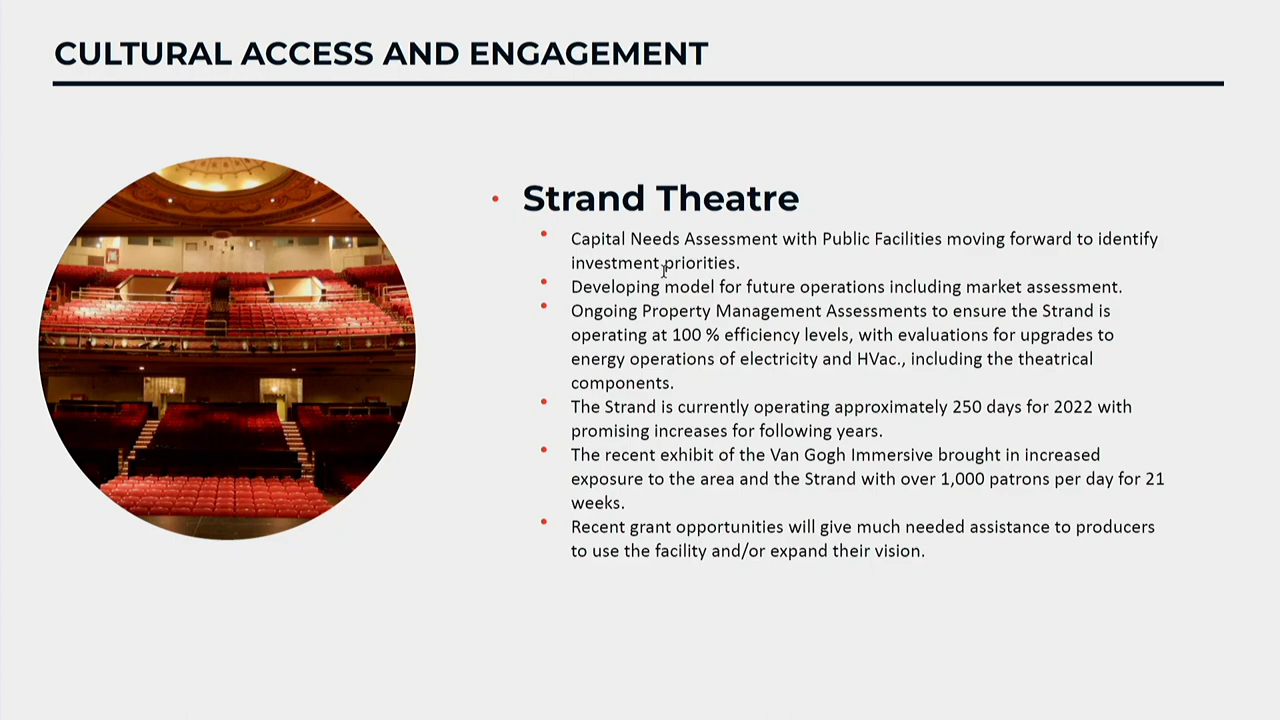 CULTURAL ACCESS AND ENGAGEMENT
• Strand Theatre
• Capital Needs Assessment with Public Facilities moving forward to identify
investment priorities.
• Developing model for future operations including market assessment.
• Ongoing Property Management Assessments to ensure the Strand is
operating at 100 % efficiency levels, with evaluations for upgrades to
energy operations of electricity and HVac., including the theatrical
components.
• The Strand is currently operating approximately 250 days for 2022 with
promising increases for following years.
• The recent exhibit of the Van Gogh Immersive brought in increased
exposure to the area and the Strand with over 1,000 patrons per day for 21
weeks.
• Recent grant opportunities will give much needed assistance to producers
to use the facility and/or expand their vision.